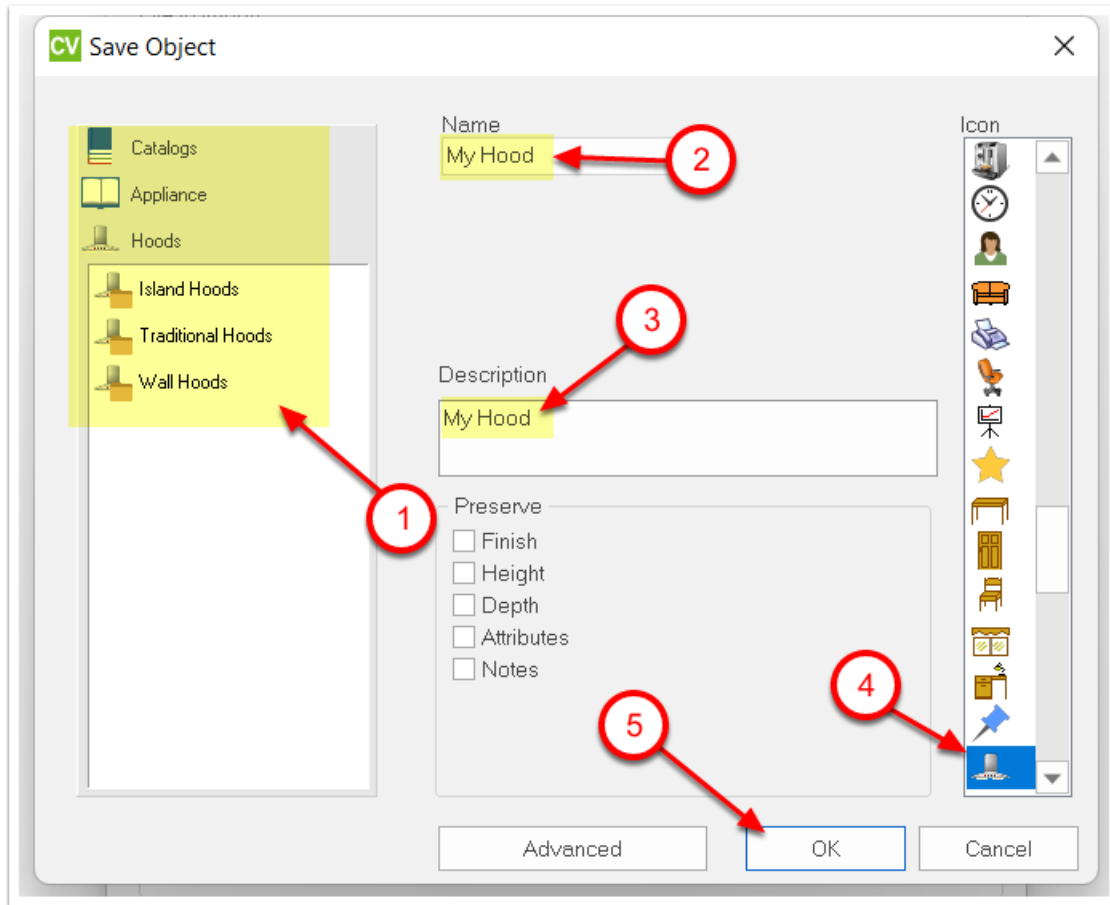 CV Save Object
Catalogs
Appliance
Hoods
Island Hoods
Traditional Hoods
Wall Hoods
1
Name
My Hood
2
3
Description
My Hood
Preserve
Finish
Height
Depth
Attributes
Notes
Icon
4
5
Advanced
OK
Cancel